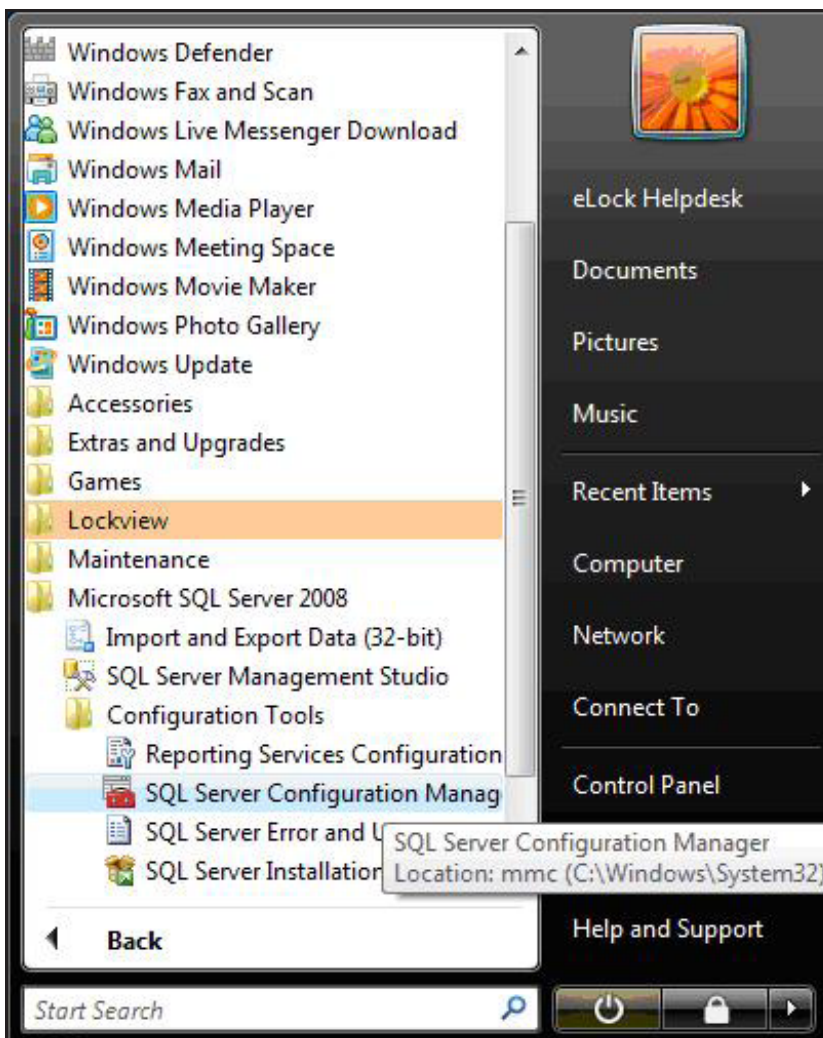 Windows Defender
Windows Fax and Scan
Windows Live Messenger Download
Windows Mail
Windows Media Player
Windows Meeting Space
Windows Movie Maker
Windows Photo Gallery
Windows Update
Accessories
Extras and Upgrades
Games
Lockview
Maintenance
Microsoft SQL Server 2008
Import and Export Data (32-bit)
SQL Server Management Studio
Configuration Tools
Reporting Services Configuration
SQL Server Configuration Manag
SQL Server Error and U
SQL Server Installation
SQL Server Configuration Manager
Location: mmc (C:\Windows\System32)
Back
Start Search
eLock Helpdesk
Documents
Pictures
Music
Recent Items
Computer
Network
Connect To
Control Panel
Help and Support